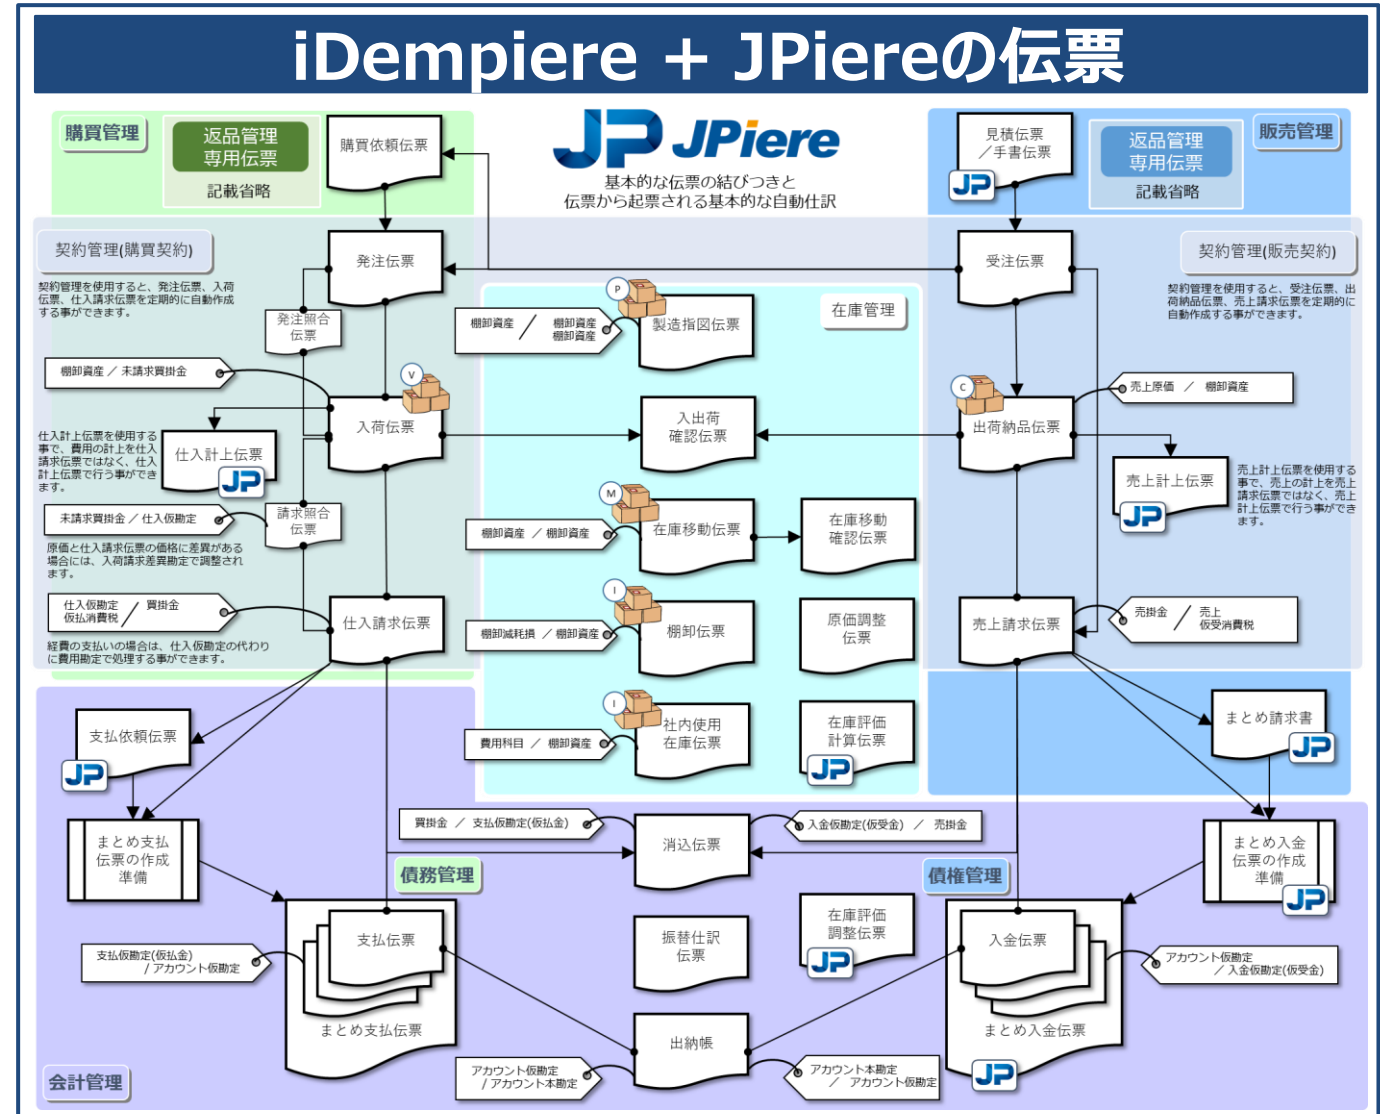 iDempiere + JPiereの伝票
購買管理
返品管理
専用伝票
記載省略
購買依頼伝票
JP JPiere
基本的な伝票の結びつきと
伝票から起票される基本的な自動仕訳
見積伝票
／手書伝票
JP
返品管理
専用伝票
記載省略
販売管理
契約管理(購買契約)
契約管理を使用すると、発注伝票、入荷
伝票、仕入請求伝票を定期的に自動作成
する事ができます。
発注伝票
発注照合
伝票
受注伝票
契約管理(販売契約)
契約管理を使用すると、受注伝票、出
荷納品伝票、売上請求伝票を定期的に
自動作成する事ができます。
在庫管理
P
棚卸資産 ／ 棚卸資産
棚卸資産
製造指図伝票
棚卸資産 ／ 未請求買掛金
V
入荷伝票
入出荷
確認伝票
C
出荷納品伝票
売上原価 ／ 棚卸資産
仕入計上伝票を使用する
事で、費用の計上を仕入
請求伝票ではなく、仕入
計上伝票で行う事ができ
ます。
仕入計上伝票
JP
売上計上伝票
JP
売上計上伝票を使用する
事で、売上の計上を売上
請求伝票ではなく、売上
計上伝票で行う事ができ
ます。
未請求買掛金 ／ 仕入仮勘定
請求照合
伝票
原価と仕入請求伝票の価格に差異がある
場合には、入荷請求差異勘定で調整され
ます。
M
棚卸資産 ／ 棚卸資産
在庫移動伝票
在庫移動
確認伝票
仕入仮勘定
仮払消費税 ／ 買掛金
仕入請求伝票
経費の支払いの場合は、仕入仮勘定の代わり
に費用勘定で処理する事ができます。
I
棚卸減耗損 ／ 棚卸資産
棚卸伝票
原価調整
伝票
売上請求伝票
売掛金 ／ 売上
仮受消費税
I
費用科目 ／ 棚卸資産
社内使用
在庫伝票
在庫評価
計算伝票
JP
支払依頼伝票
JP
まとめ請求書
JP
まとめ支払
伝票の作成
準備
買掛金 ／ 支払仮勘定(仮払金)
消込伝票
入金仮勘定(仮受金) ／ 売掛金
まとめ入金
伝票の作成
準備
JP
債務管理
債権管理
支払伝票
まとめ支払伝票
支払仮勘定(仮払金)
／アカウント仮勘定
振替仕訳
伝票
在庫評価
調整伝票
JP
入金伝票
まとめ入金伝票
JP
アカウント仮勘定
／入金仮勘定(仮受金)
出納帳
アカウント仮勘定
／アカウント本勘定
アカウント本勘定
／ アカウント仮勘定
会計管理